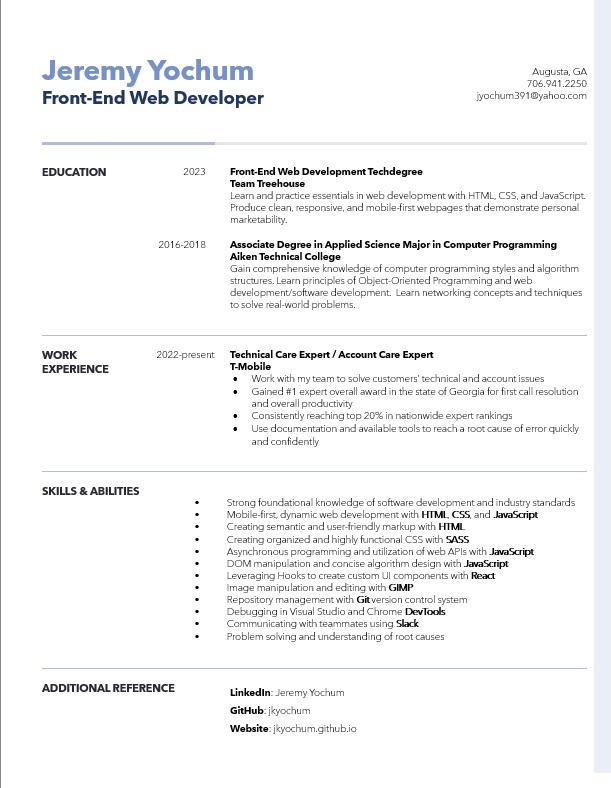 Jeremy Yochum
Front-End Web Developer
Augusta, GA
706.941.2250
jyochum391@yahoo.com
EDUCATION
2023
Front-End Web Development Techdegree
Team Treehouse
Learn and practice essentials in web development with HTML, CSS, and JavaScript.
Produce clean, responsive, and mobile-first webpages that demonstrate personal
marketability.
2016-2018
Associate Degree in Applied Science Major in Computer Programming
Aiken Technical College
Gain comprehensive knowledge of computer programming styles and algorithm
structures. Learn principles of Object-Oriented Programming and web
development/software development.  Learn networking concepts and techniques
to solve real-world problems.
WORK
EXPERIENCE
2022-present
Technical Care Expert / Account Care Expert
T-Mobile
• Work with my team to solve customers' technical and account issues
• Gained #1 expert overall award in the state of Georgia for first call resolution
and overall productivity
• Consistently reaching top 20% in nationwide expert rankings
• Use documentation and available tools to reach a root cause of error quickly
and confidently
SKILLS & ABILITIES
• Strong foundational knowledge of software development and industry standards
• Mobile-first, dynamic web development with HTML, CSS, and JavaScript
• Creating semantic and user-friendly markup with HTML
• Creating organized and highly functional CSS with SASS
• Asynchronous programming and utilization of web APIs with JavaScript
• DOM manipulation and concise algorithm design with JavaScript
• Leveraging Hooks to create custom UI components with React
• Image manipulation and editing with GIMP
• Repository management with Git version control system
• Debugging in Visual Studio and Chrome DevTools
• Communicating with teammates using Slack
• Problem solving and understanding of root causes
ADDITIONAL REFERENCE
LinkedIn: Jeremy Yochum
GitHub: jkyochum
Website: jkyochum.github.io